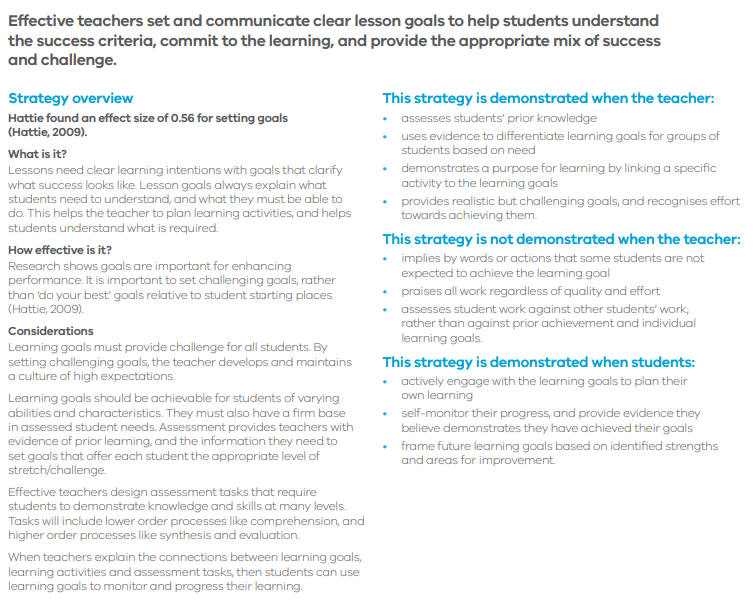 Effective teachers set and communicate clear lesson goals to help students understand
the success criteria, commit to the learning, and provide the appropriate mix of success
and challenge.
Strategy overview
Hattie found an effect size of 0.56 for setting goals
(Hattie, 2009).
What is it?
Lessons need clear learning intentions with goals that clarify
what success looks like. Lesson goals always explain what
students need to understand, and what they must be able to
do. This helps the teacher to plan learning activities, and helps
students understand what is required.
How effective is it?
Research shows goals are important for enhancing
performance. It is important to set challenging goals, rather
than ‘do your best’ goals relative to student starting places
(Hattie, 2009).
Considerations
Learning goals must provide challenge for all students. By
setting challenging goals, the teacher develops and maintains
a culture of high expectations.
Learning goals should be achievable for students of varying
abilities and characteristics. They must also have a firm base
in assessed student needs. Assessment provides teachers with
evidence of prior learning, and the information they need to
set goals that offer each student the appropriate level of
stretch/challenge.
Effective teachers design assessment tasks that require
students to demonstrate knowledge and skills at many levels.
Tasks will include lower order processes like comprehension, and
higher order processes like synthesis and evaluation.
When teachers explain the connections between learning goals,
learning activities and assessment tasks, then students can use
learning goals to monitor and progress their learning.
This strategy is demonstrated when the teacher:
• assesses students’ prior knowledge
• uses evidence to differentiate learning goals for groups of
students based on need
• demonstrates a purpose for learning by linking a specific
activity to the learning goals
• provides realistic but challenging goals, and recognises effort
towards achieving them.
This strategy is not demonstrated when the teacher:
• implies by words or actions that some students are not
expected to achieve the learning goal
• praises all work regardless of quality and effort
• assesses student work against other students’ work,
rather than against prior achievement and individual
learning goals.
This strategy is demonstrated when students:
• actively engage with the learning goals to plan their
own learning
• self-monitor their progress, and provide evidence they
believe demonstrates they have achieved their goals
• frame future learning goals based on identified strengths
and areas for improvement.